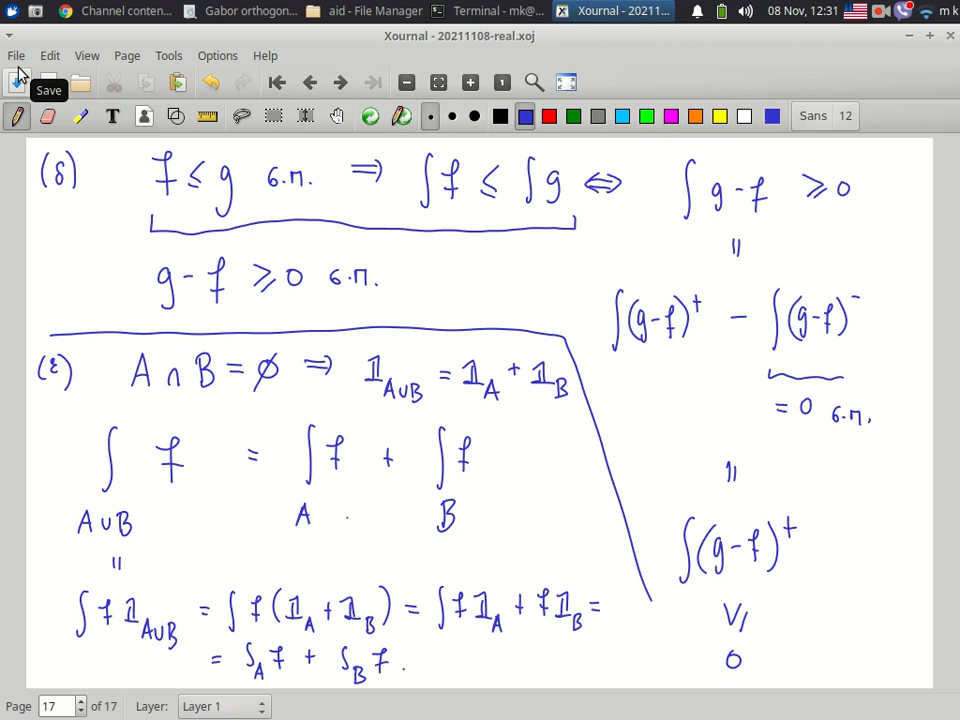 Channel conten...
Gabor orthogon...
aid - File Manager
Terminal - mk@...
Xournal - 20211...
08 Nov, 12:31
m k
Xournal - 20211108-real.xoj
File Edit View Page Tools Options Help
Save
Sans 12
(δ) f ≤ g σ.π. ⟹ ∫f ≤ ∫g ⟺ ∫ g-f ≥ 0
=
g-f ≥ 0 σ.π.
∫(g-f)⁺ - ∫(g-f)⁻
= 0 σ.π.
=
∫(g-f)⁺
≥
0
(ε) A ∩ B = ∅ ⟹ 𝟙_{A∪B} = 𝟙_A + 𝟙_B
∫_{A∪B} f = ∫_A f + ∫_B f
=
∫ f 𝟙_{A∪B} = ∫ f (𝟙_A + 𝟙_B) = ∫ f 𝟙_A + f 𝟙_B =
= ∫_A f + ∫_B f.
Page 17 of 17 Layer: Layer 1